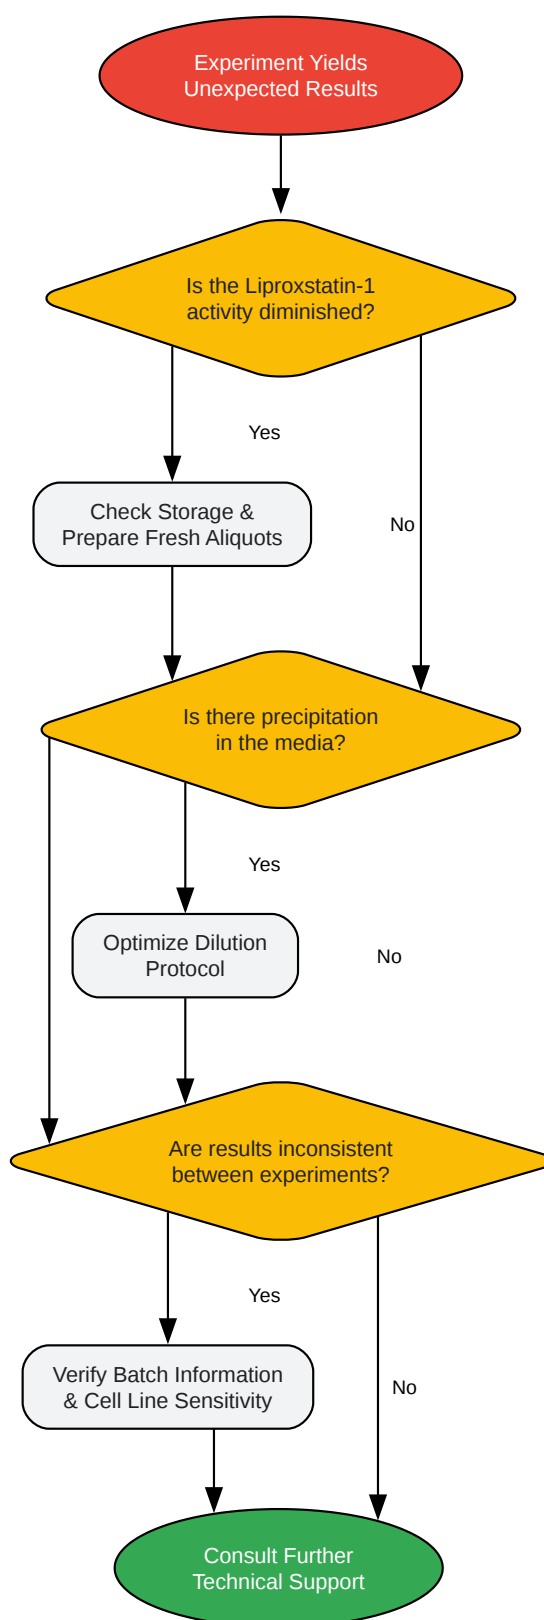 Experiment Yields
Unexpected Results
Is the Liproxstatin-1
activity diminished?
Yes
Check Storage &
Prepare Fresh Aliquots
No
Is there precipitation
in the media?
Yes
Optimize Dilution
Protocol
No
Are results inconsistent
between experiments?
Yes
Verify Batch Information
& Cell Line Sensitivity
No
Consult Further
Technical Support